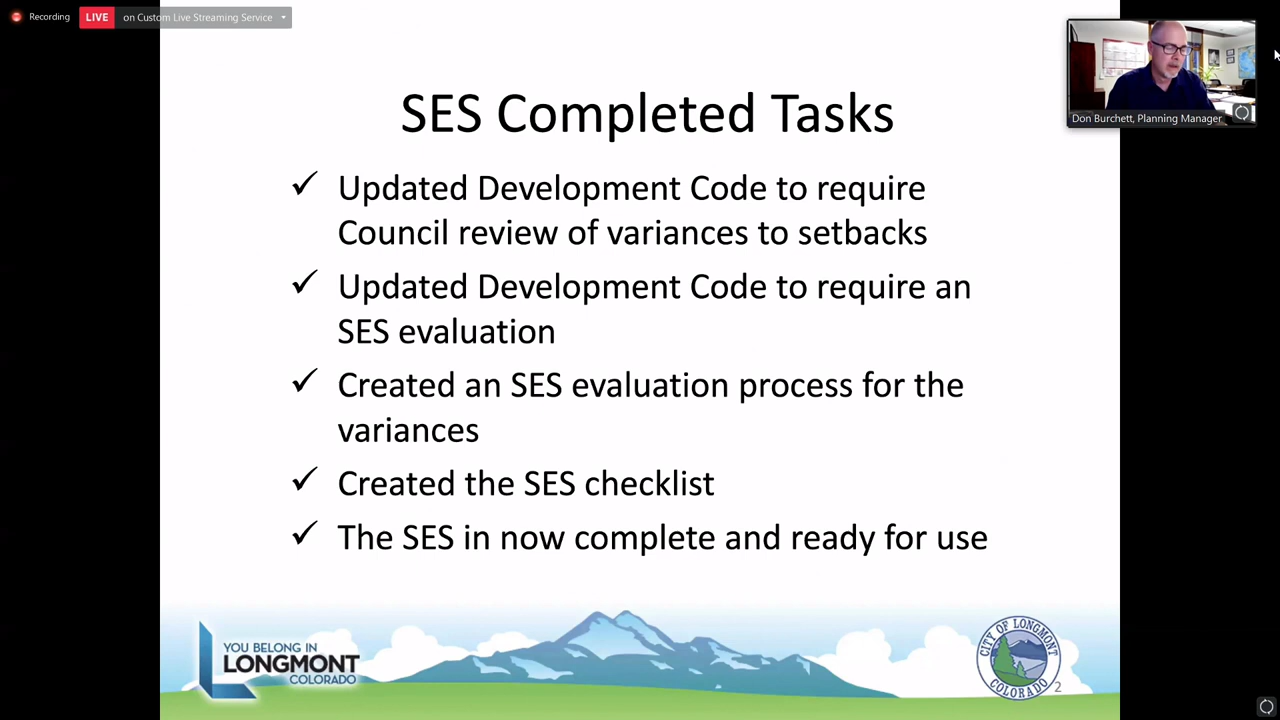 Recording
LIVE
on Custom Live Streaming Service
Don Burchett, Planning Manager
SES Completed Tasks
✓ Updated Development Code to require
Council review of variances to setbacks
✓ Updated Development Code to require an
SES evaluation
✓ Created an SES evaluation process for the
variances
✓ Created the SES checklist
✓ The SES in now complete and ready for use
YOU BELONG IN
LONGMONT
COLORADO
CITY OF LONGMONT
COLORADO
2